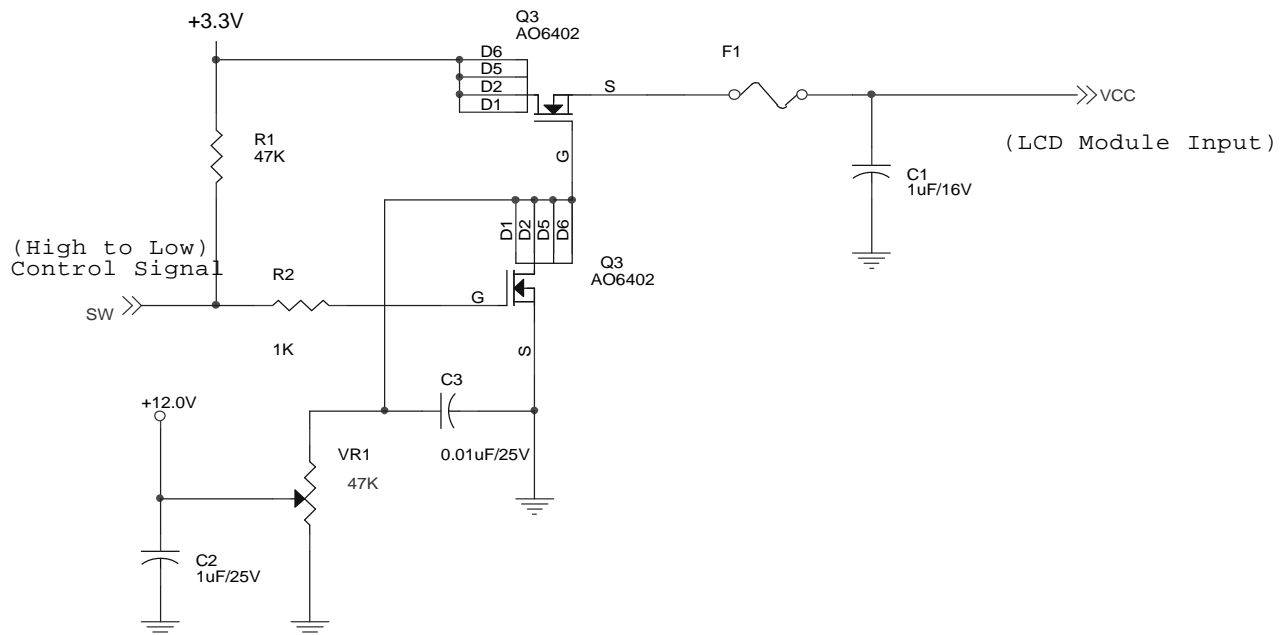 +3.3V
Q3
AO6402
F1
D6
D5
D2
D1
S
VCC
(LCD Module Input)
R1
47K
G
C1
1uF/16V
D1
D2
D5
D6
(High to Low)
Control Signal
Q3
AO6402
R2
G
SW
1K
S
C3
+12.0V
VR1
0.01uF/25V
47K
C2
1uF/25V